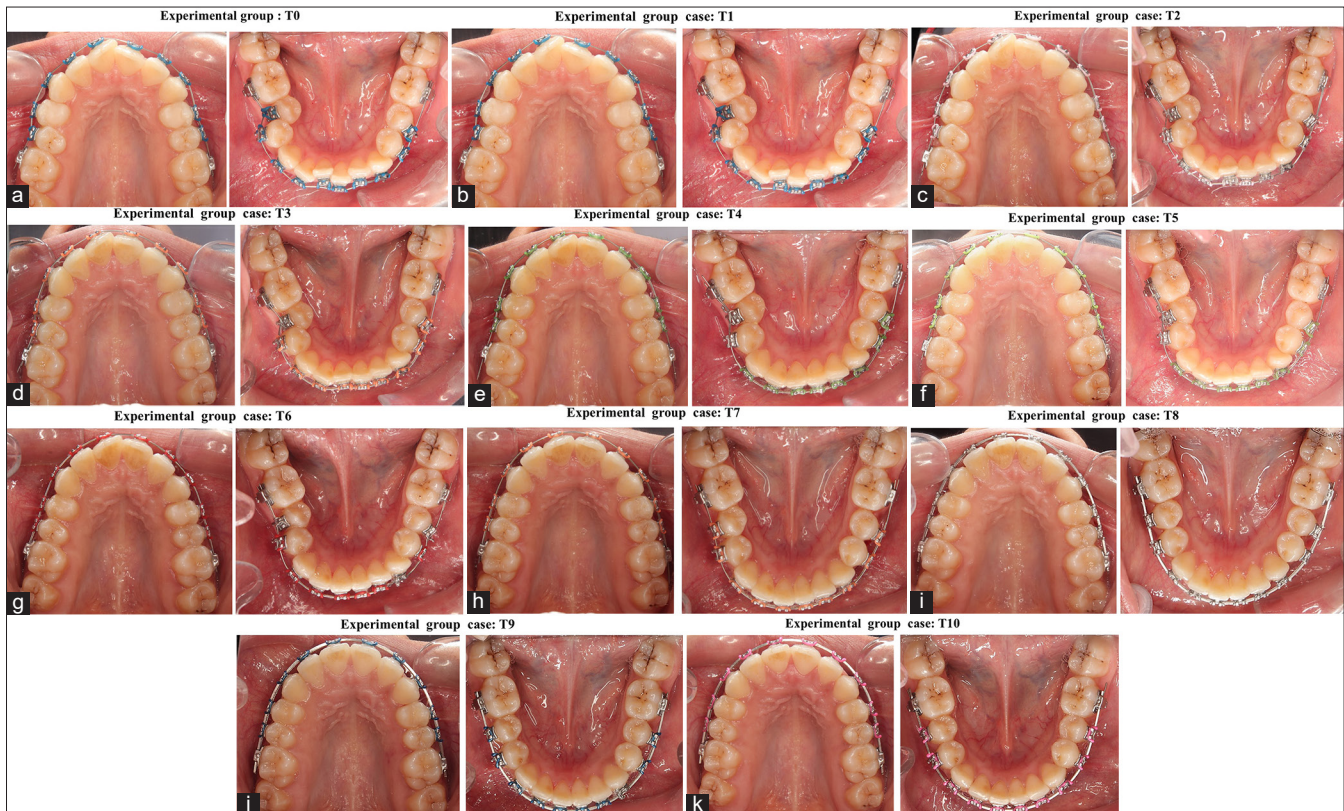 Experimental group : T0
Experimental group case: T1
Experimental group case: T2
a
b
c
Experimental group case: T3
Experimental group case: T4
Experimental group case: T5
d
e
f
Experimental group case: T6
Experimental group case: T7
Experimental group case: T8
g
h
i
Experimental group case: T9
Experimental group case: T10
j
k